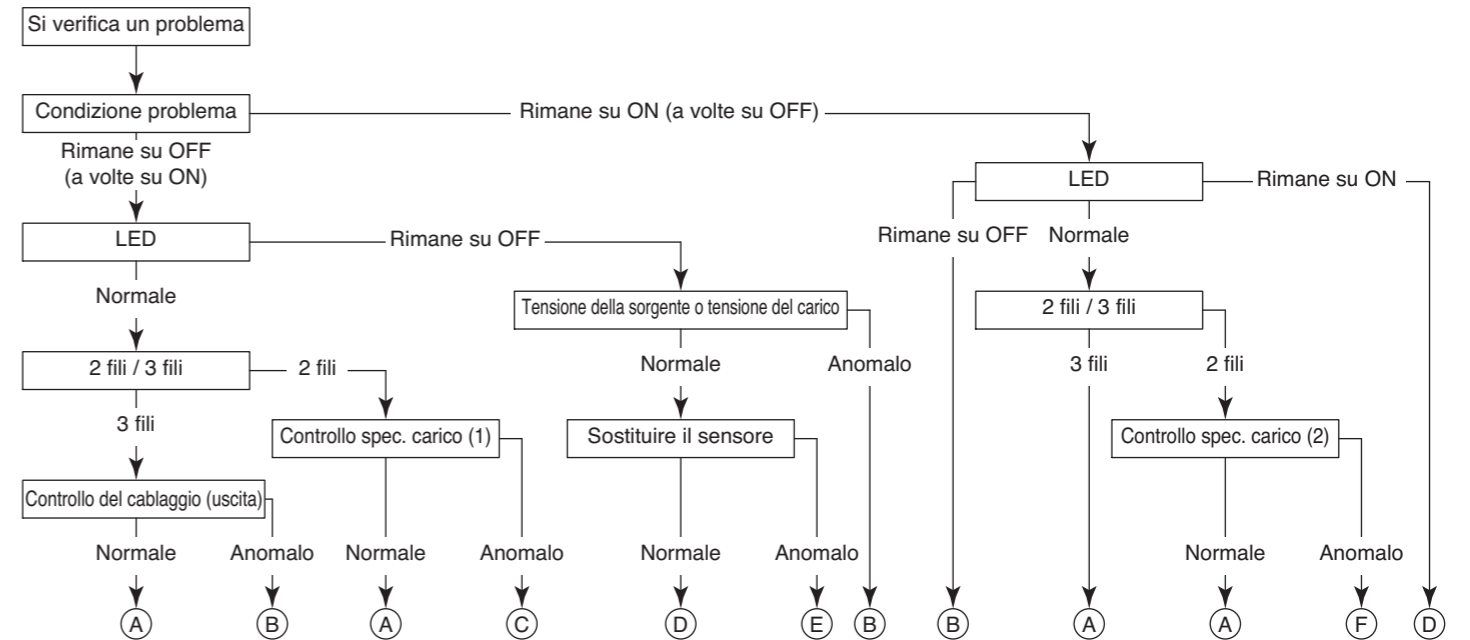 Si verifica un problema
Condizione problema
Rimane su ON (a volte su OFF)
Rimane su OFF
(a volte su ON)
LED
Rimane su ON
LED
Rimane su OFF
Rimane su OFF
Normale
Normale
Tensione della sorgente o tensione del carico
2 fili / 3 fili
2 fili / 3 fili
2 fili
Normale
Anomalo
3 fili
2 fili
3 fili
Controllo spec. carico (1)
Sostituire il sensore
Controllo spec. carico (2)
Controllo del cablaggio (uscita)
Normale
Anomalo
Normale
Anomalo
Normale
Anomalo
Normale
Anomalo
A
B
A
C
D
E
B
B
A
A
F
D